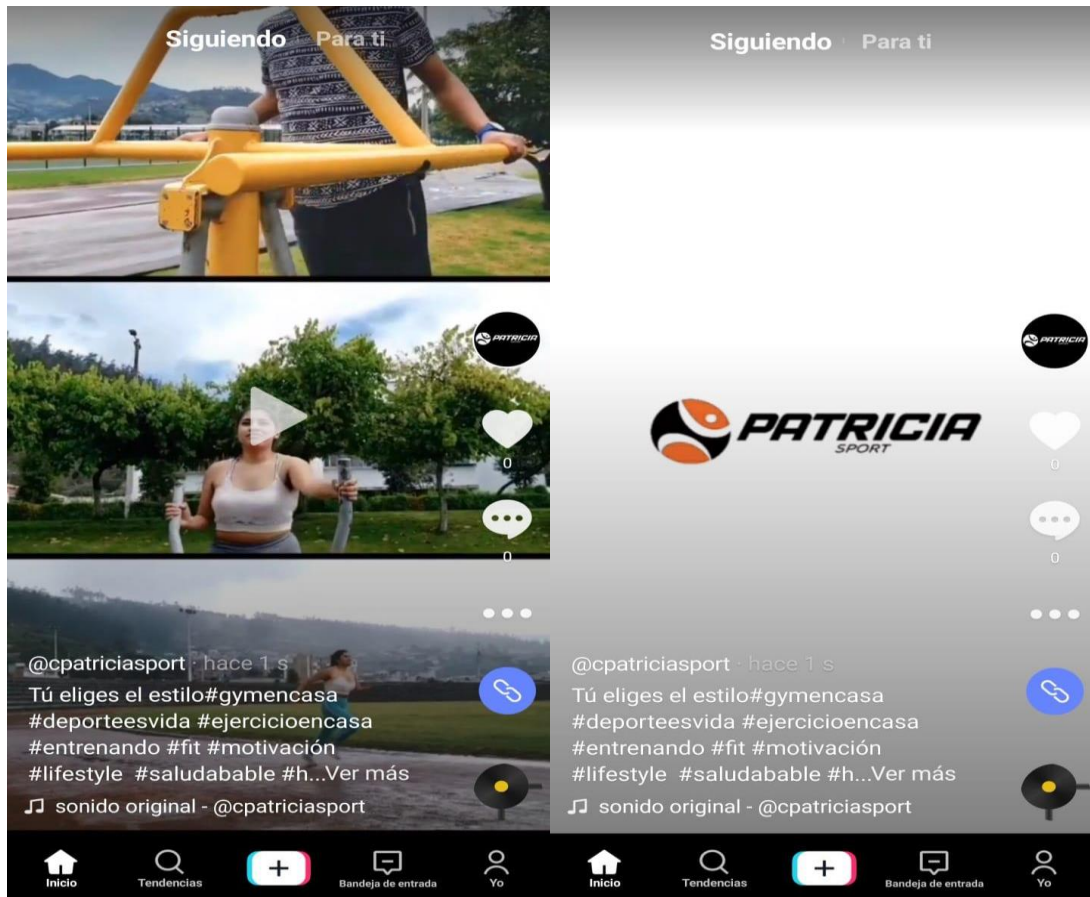 Siguiendo Para ti
PATRICIA
0
0
@cpatriciasport · hace 1 s
Tú eliges el estilo#gymencasa
#deporteesvida #ejercicioencasa
#entrenando #fit #motivación
#lifestyle #saludabable #h...Ver más
sonido original - @cpatriciasport
Inicio
Tendencias
Bandeja de entrada
Yo
Siguiendo Para ti
PATRICIA
PATRICIA
SPORT
0
0
@cpatriciasport · hace 1 s
Tú eliges el estilo#gymencasa
#deporteesvida #ejercicioencasa
#entrenando #fit #motivación
#lifestyle #saludabable #h...Ver más
sonido original - @cpatriciasport
Inicio
Tendencias
Bandeja de entrada
Yo